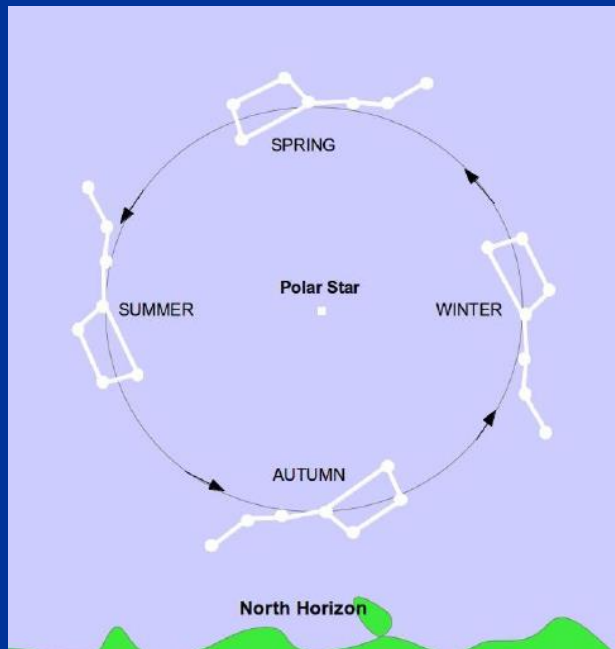 SPRING
Polar Star
SUMMER
WINTER
AUTUMN
North Horizon